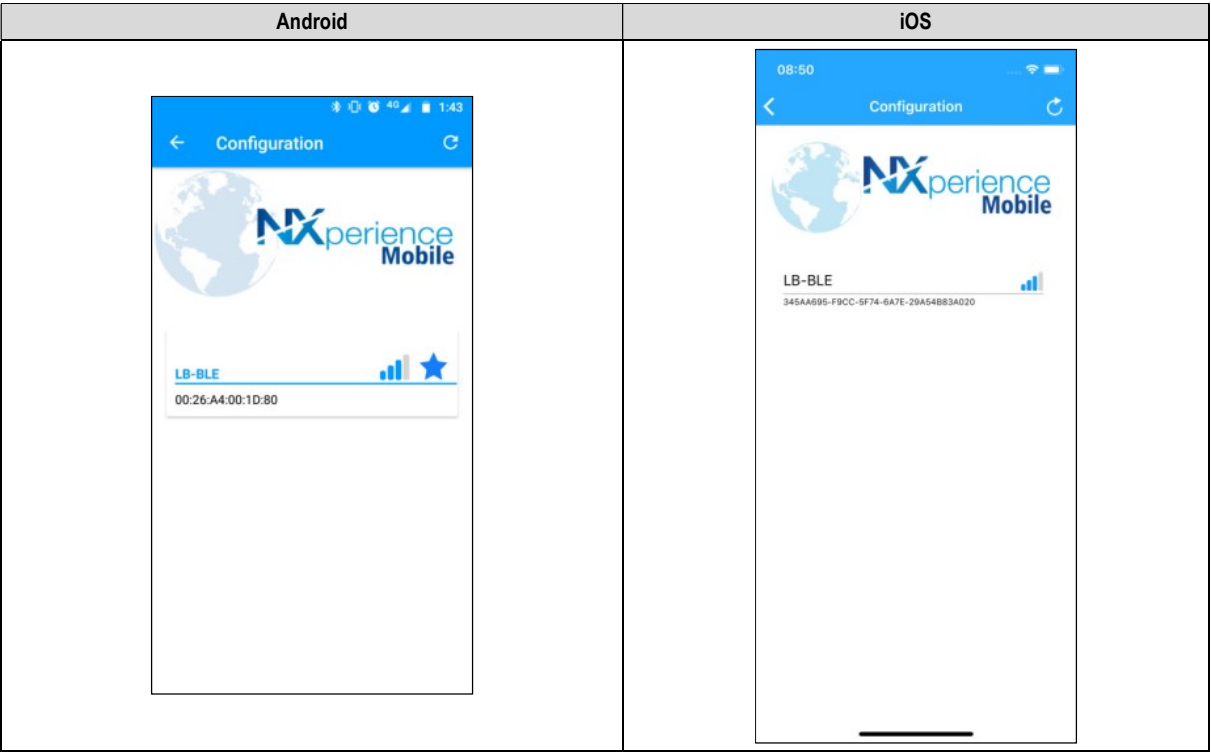 Android
iOS
4G 1:43
Configuration
NXperience
Mobile
LB-BLE
00:26:A4:00:1D:80
08:50
Configuration
NXperience
Mobile
LB-BLE
345AA695-F9CC-5F74-6A7E-29A54B83A020